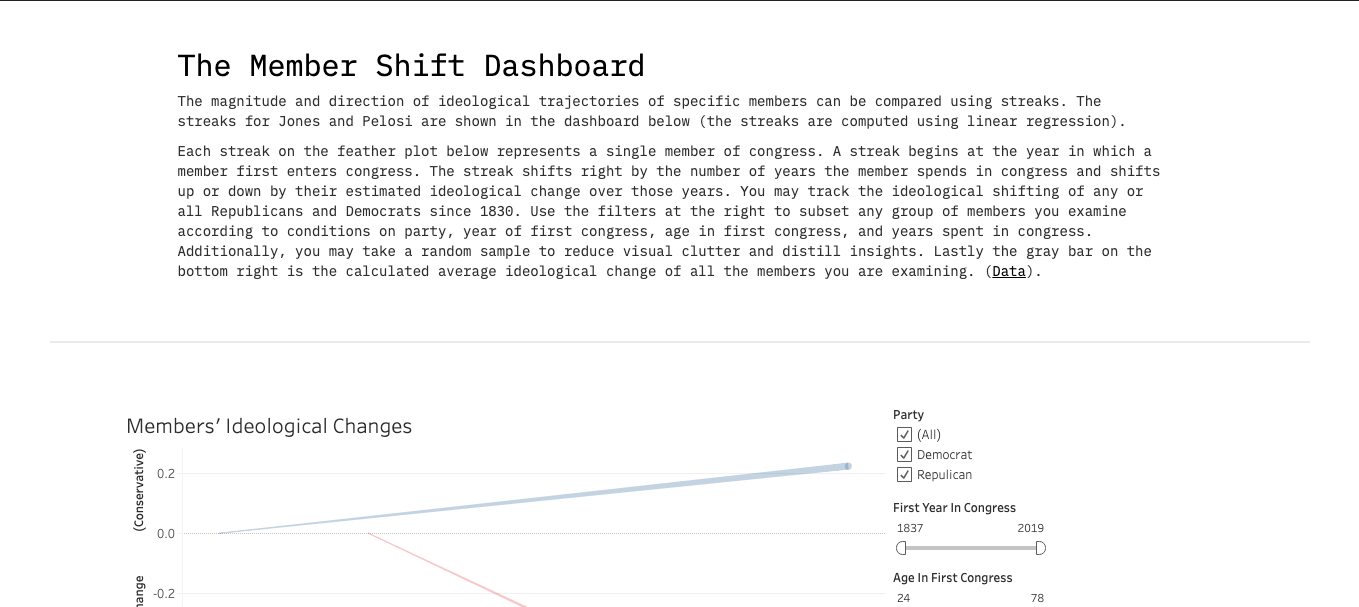 The Member Shift Dashboard
The magnitude and direction of ideological trajectories of specific members can be compared using streaks. The
streaks for Jones and Pelosi are shown in the dashboard below (the streaks are computed using linear regression).
Each streak on the feather plot below represents a single member of congress. A streak begins at the year in which a
member first enters congress. The streak shifts right by the number of years the member spends in congress and shifts
up or down by their estimated ideological change over those years. You may track the ideological shifting of any or
all Republicans and Democrats since 1830. Use the filters at the right to subset any group of members you examine
according to conditions on party, year of first congress, age in first congress, and years spent in congress.
Additionally, you may take a random sample to reduce visual clutter and distill insights. Lastly the gray bar on the
bottom right is the calculated average ideological change of all the members you are examining. (Data).
Members' Ideological Changes
(Conservative)
0.2
0.0
-0.2
Party
(All)
Democrat
Repulican
First Year In Congress
1837 2019
Age In First Congress
24 78